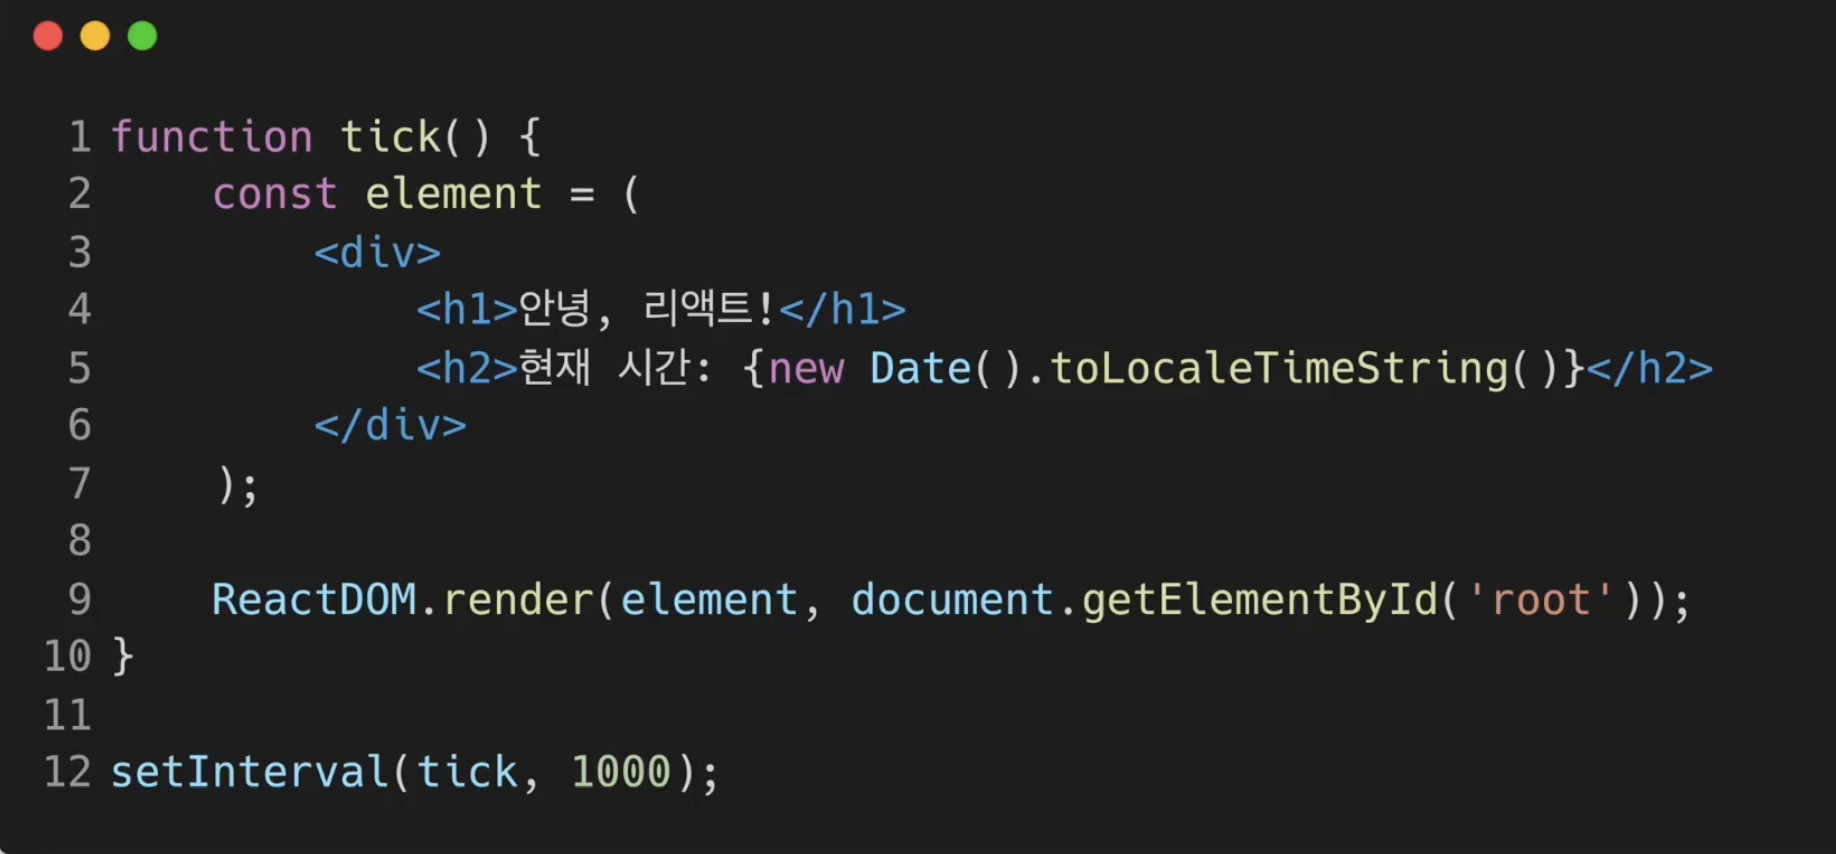 1 function tick() {
2     const element = (
3         <div>
4             <h1>안녕, 리액트!</h1>
5             <h2>현재 시간: {new Date().toLocaleTimeString()}</h2>
6         </div>
7     );
8
9     ReactDOM.render(element, document.getElementById('root'));
10 }
11
12 setInterval(tick, 1000);